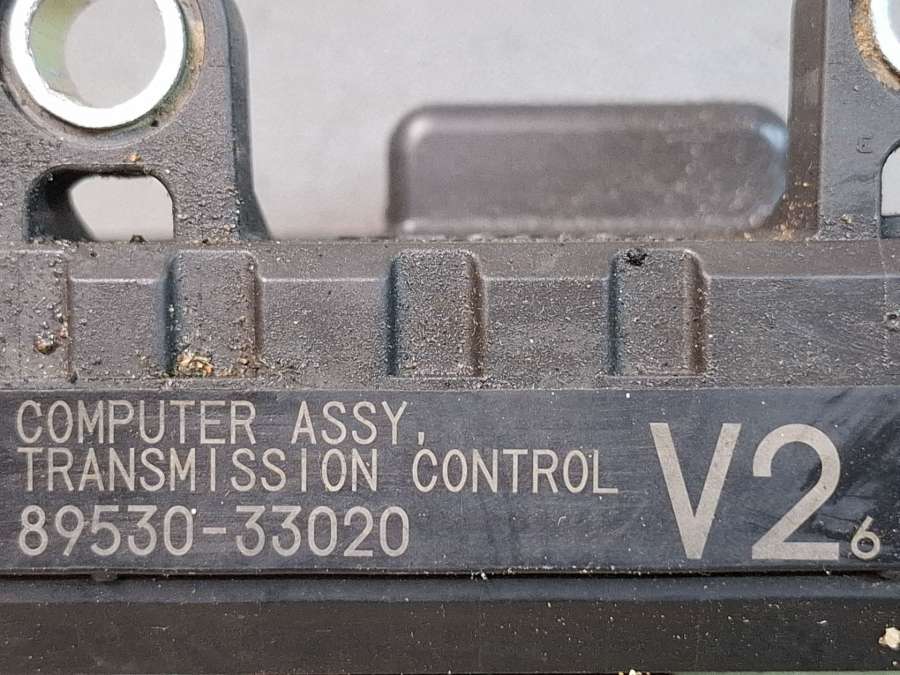 COMPUTER ASSY,
TRANSMISSION CONTROL
89530-33020
V2 6